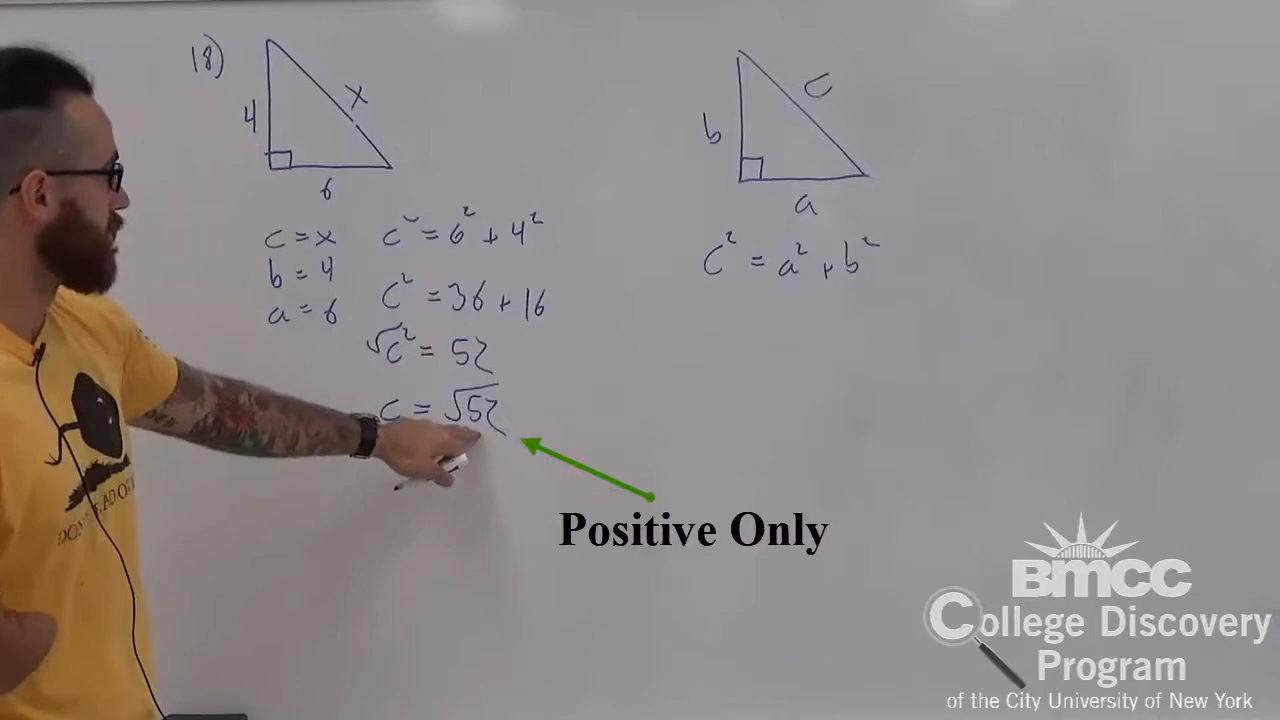 18)
4
x
6
c = x
b = 4
a = 6
c² = 6² + 4²
c² = 36 + 16
√c² = 52
c = √52
b
c
a
c² = a² + b²
Positive Only
BMCC
College Discovery
Program
of the City University of New York